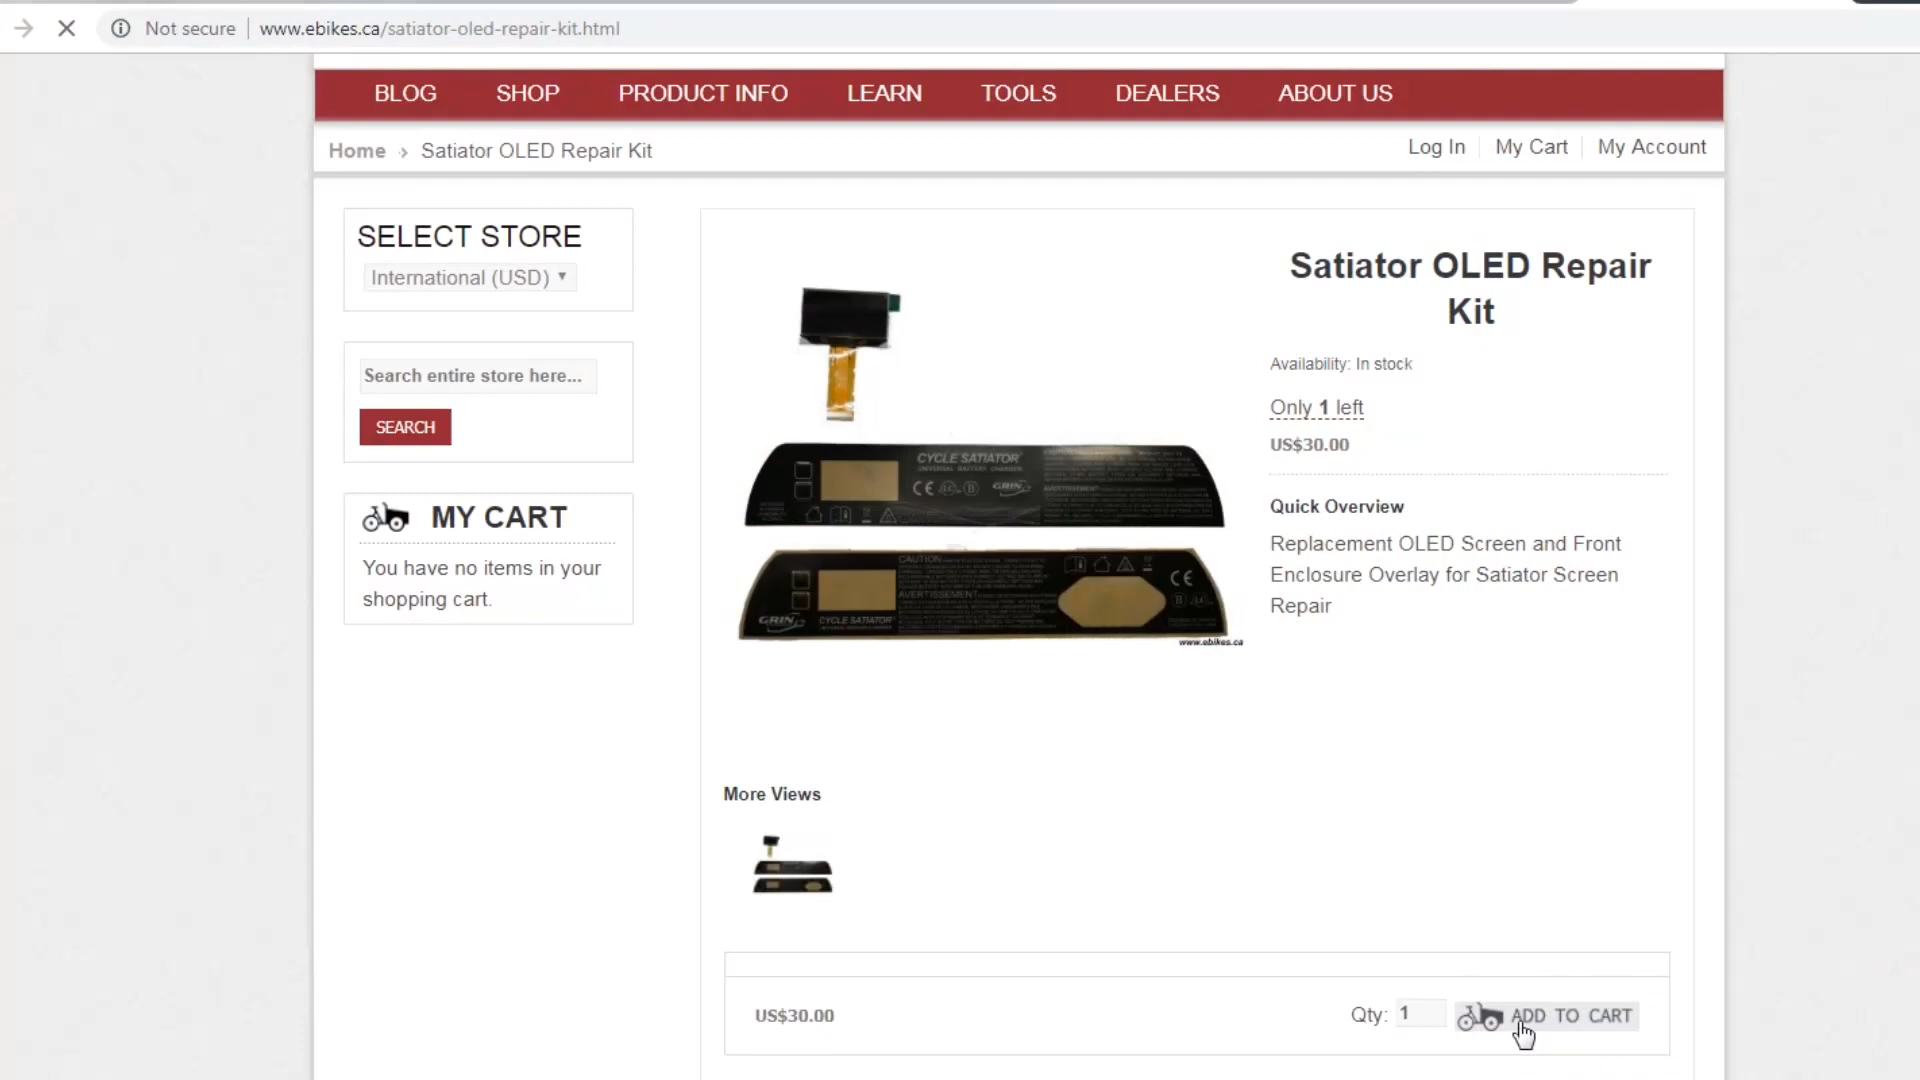 Not secure | www.ebikes.ca/satiator-oled-repair-kit.html
BLOG SHOP PRODUCT INFO LEARN TOOLS DEALERS ABOUT US
Home › Satiator OLED Repair Kit
Log In My Cart My Account
SELECT STORE
International (USD)
Search entire store here...
SEARCH
MY CART
You have no items in your
shopping cart.
CYCLE SATIATOR
UNIVERSAL BATTERY CHARGER
CE
GRIN
CAUTION
AVERTISSEMENT
CE
GRIN
CYCLE SATIATOR
www.ebikes.ca
Satiator OLED Repair
Kit
Availability: In stock
Only 1 left
US$30.00
Quick Overview
Replacement OLED Screen and Front
Enclosure Overlay for Satiator Screen
Repair
More Views
US$30.00
Qty: 1 ADD TO CART